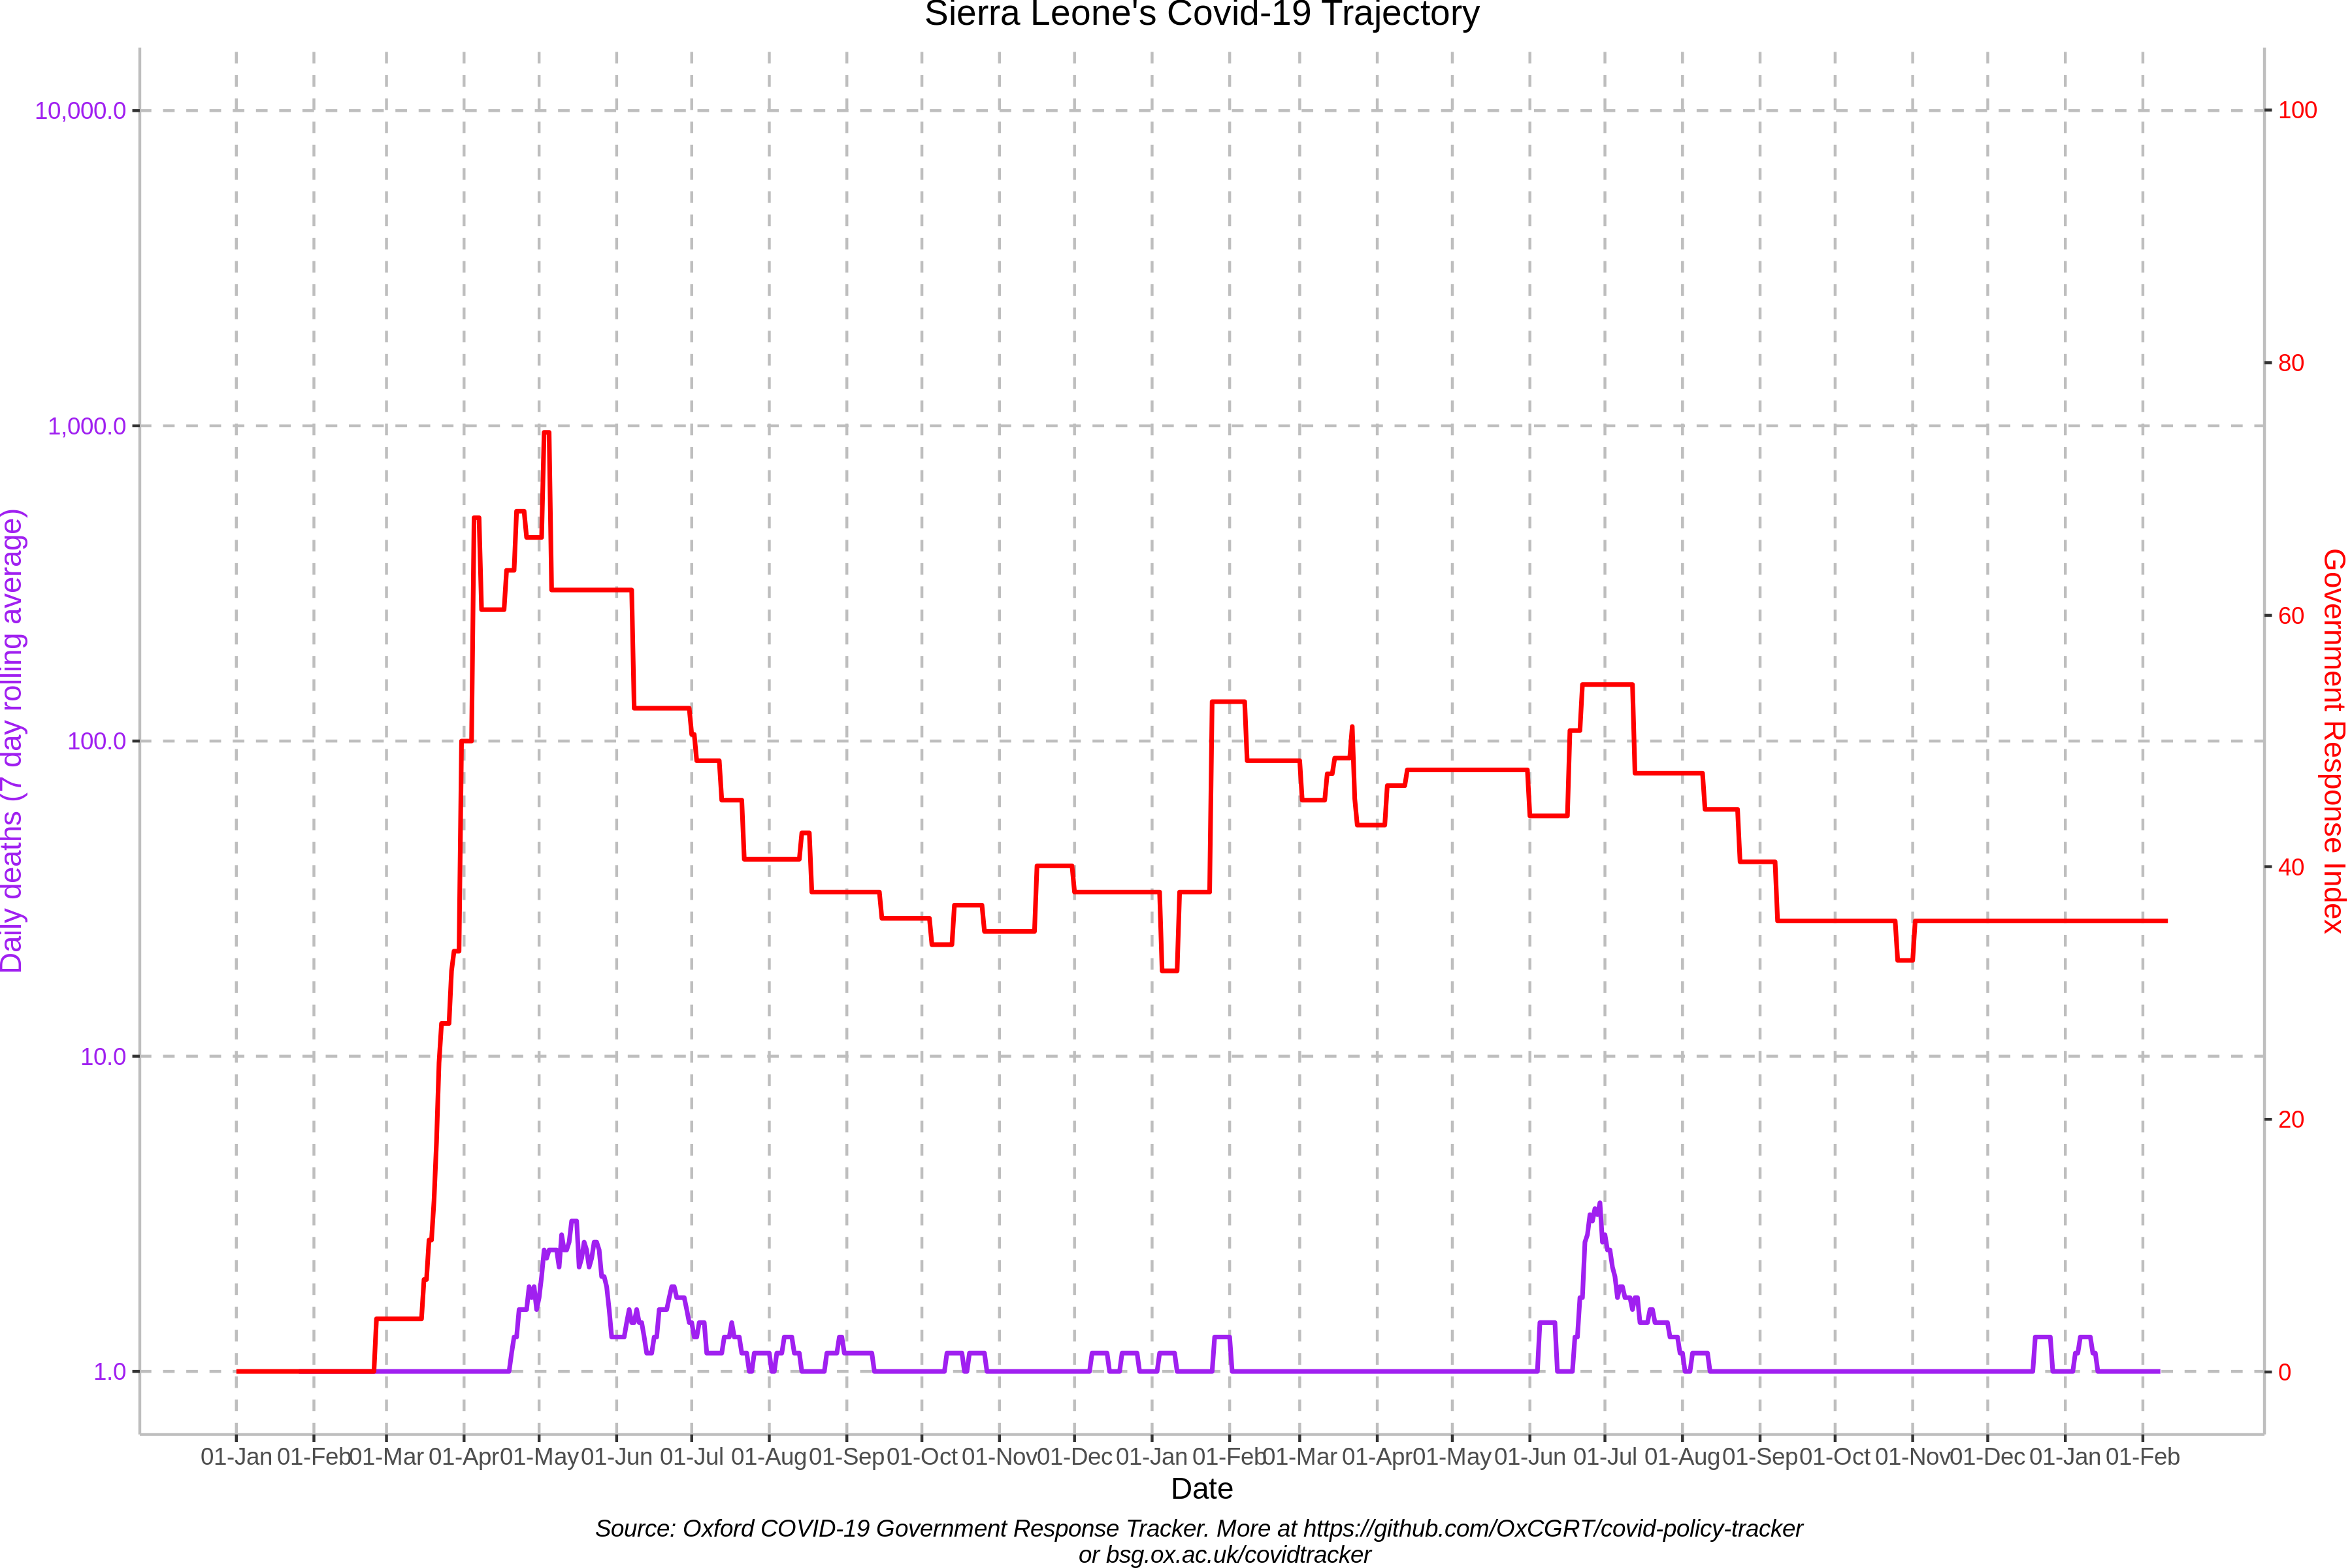 Sierra Leone's Covid-19 Trajectory
10,000.0
1,000.0
100.0
10.0
1.0
Daily deaths (7 day rolling average)
100
80
60
40
20
0
Government Response Index
01-Jan 01-Feb 01-Mar 01-Apr 01-May 01-Jun 01-Jul 01-Aug 01-Sep 01-Oct 01-Nov 01-Dec 01-Jan 01-Feb 01-Mar 01-Apr 01-May 01-Jun 01-Jul 01-Aug 01-Sep 01-Oct 01-Nov 01-Dec 01-Jan 01-Feb
Date
Source: Oxford COVID-19 Government Response Tracker. More at https://github.com/OxCGRT/covid-policy-tracker
or bsg.ox.ac.uk/covidtracker